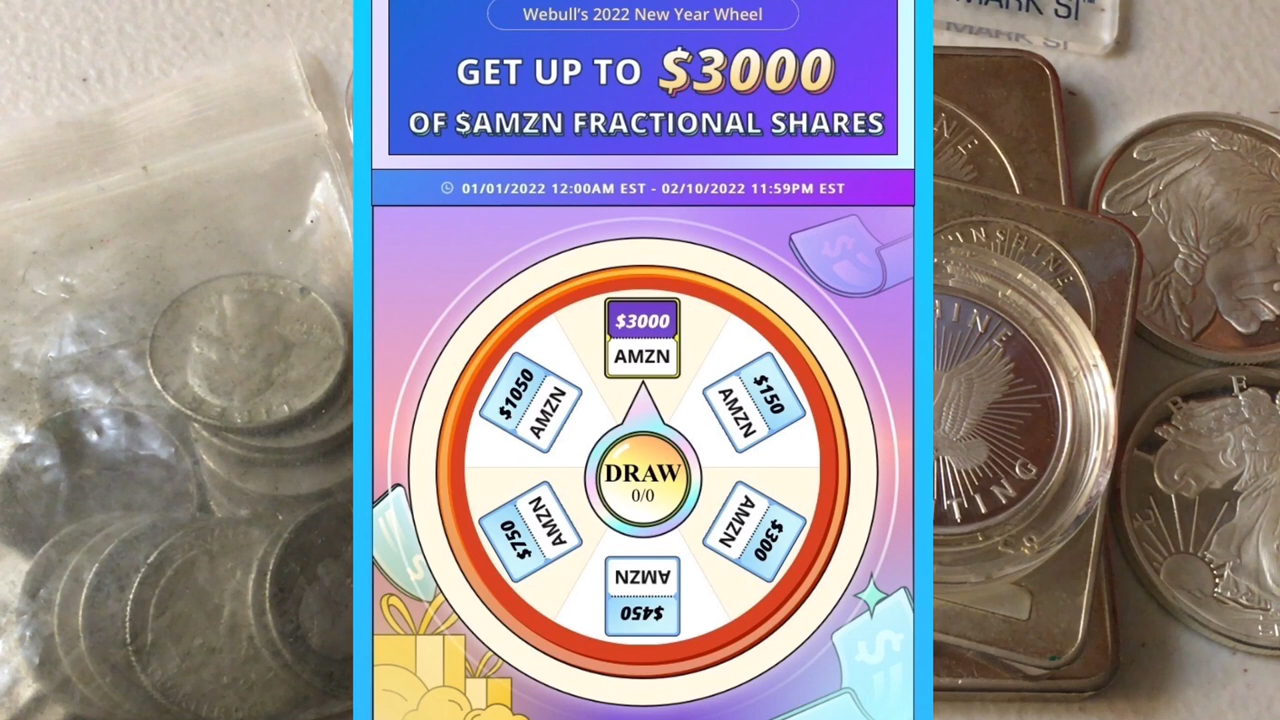 Webull's 2022 New Year Wheel
GET UP TO $3000
OF $AMZN FRACTIONAL SHARES
01/01/2022 12:00AM EST - 02/10/2022 11:59PM EST
$3000
AMZN
$1050
AMZN
$150
AMZN
DRAW
0/0
$750
AMZN
$300
AMZN
$450
AMZN
MARK SI™